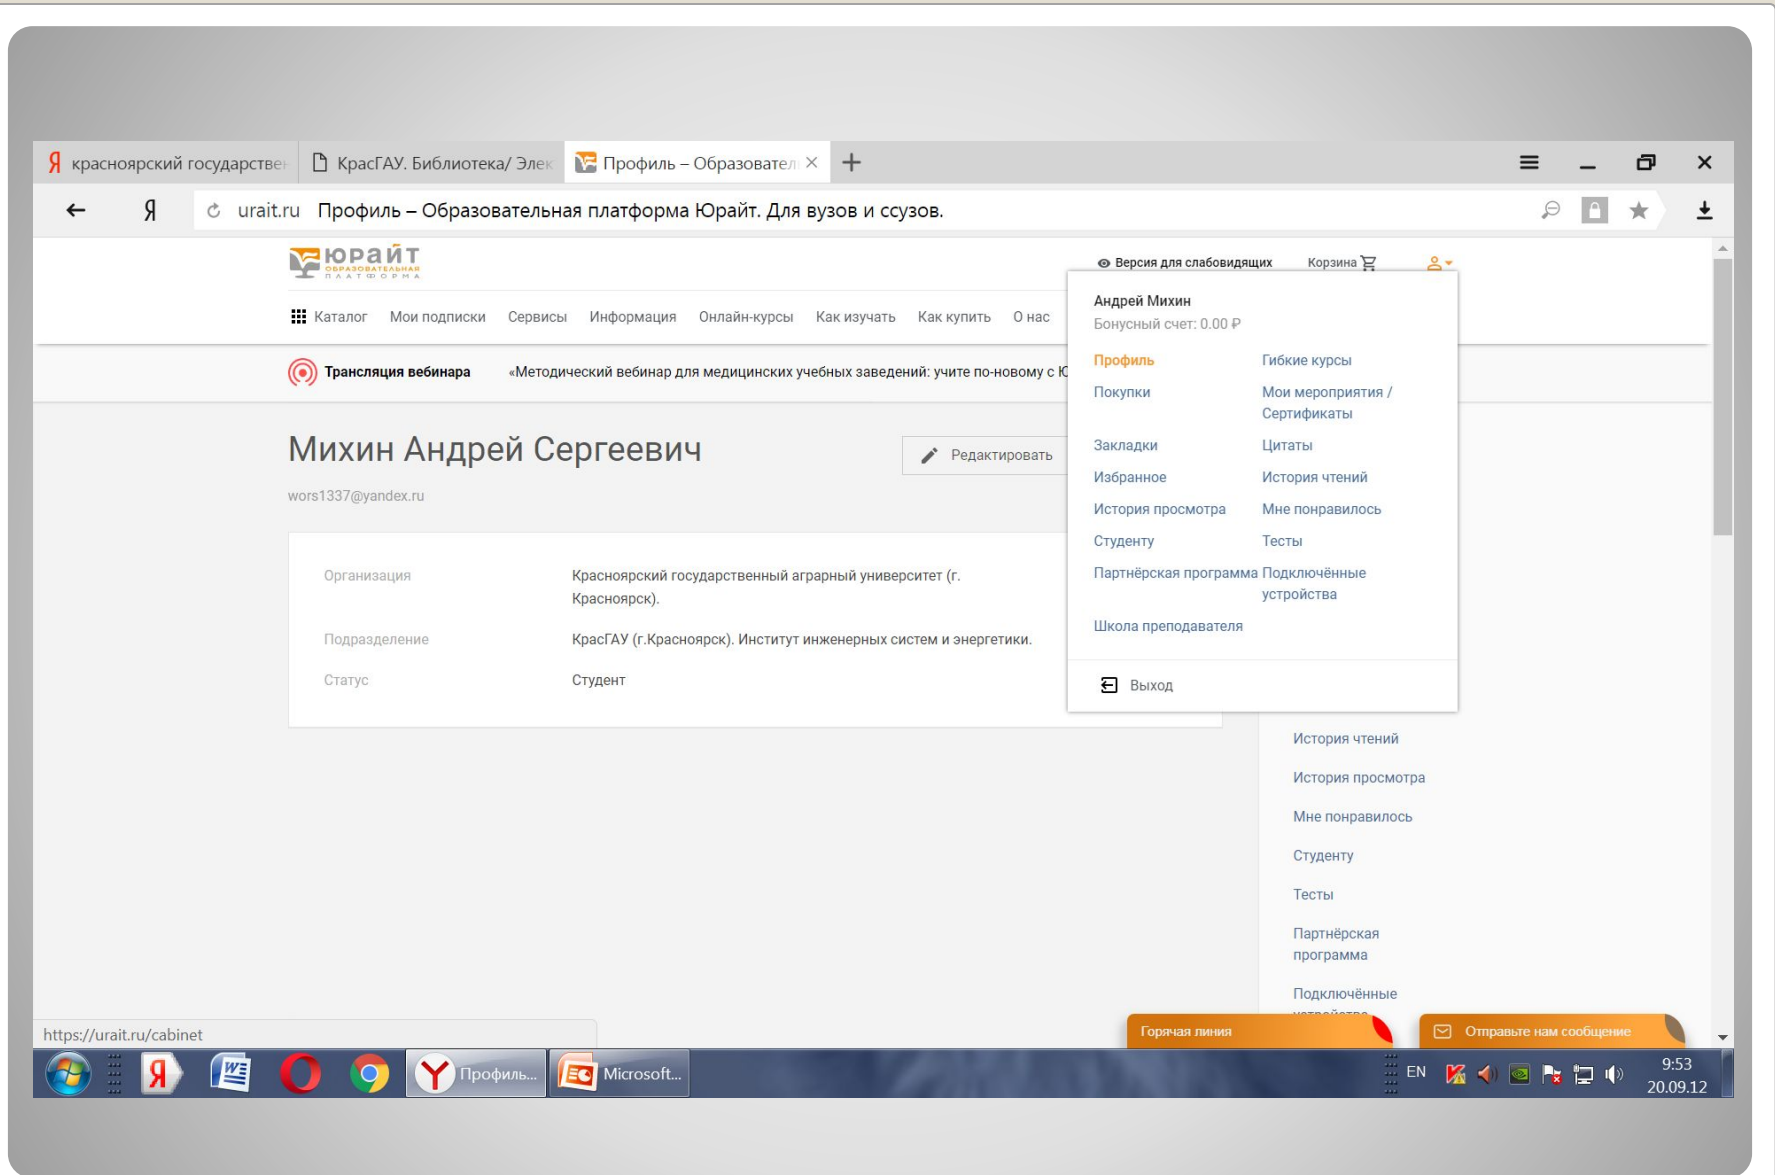 Я красноярский государствен
КрасГАУ. Библиотека/ Элек
Профиль – Образовател
Я
urait.ru Профиль – Образовательная платформа Юрайт. Для вузов и ссузов.
юрайт
ОБРАЗОВАТЕЛЬНАЯ
ПЛАТФОРМА
Версия для слабовидящих
Корзина
Каталог Мои подписки Сервисы Информация Онлайн-курсы Как изучать Как купить О нас
Трансляция вебинара «Методический вебинар для медицинских учебных заведений: учите по-новому с Ю
Михин Андрей Сергеевич
Редактировать
wors1337@yandex.ru
Организация
Красноярский государственный аграрный университет (г.
Красноярск).
Подразделение
КрасГАУ (г.Красноярск). Институт инженерных систем и энергетики.
Статус
Студент
Андрей Михин
Бонусный счет: 0.00 ₽
Профиль
Гибкие курсы
Покупки
Мои мероприятия /
Сертификаты
Закладки
Цитаты
Избранное
История чтений
История просмотра
Мне понравилось
Студенту
Тесты
Партнёрская программа
Подключённые
устройства
Школа преподавателя
Выход
История чтений
История просмотра
Мне понравилось
Студенту
Тесты
Партнёрская
программа
Подключённые
Горячая линия
Отправьте нам сообщение
https://urait.ru/cabinet
Я
W
Y Профиль...
Microsoft...
EN
9:53
20.09.12